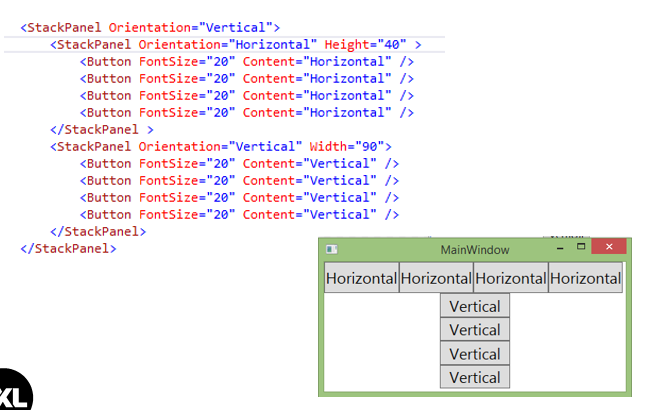 <StackPanel Orientation="Vertical">
<StackPanel Orientation="Horizontal" Height="40" >
<Button FontSize="20" Content="Horizontal" />
<Button FontSize="20" Content="Horizontal" />
<Button FontSize="20" Content="Horizontal" />
<Button FontSize="20" Content="Horizontal" />
</StackPanel >
<StackPanel Orientation="Vertical" Width="90">
<Button FontSize="20" Content="Vertical" />
<Button FontSize="20" Content="Vertical" />
<Button FontSize="20" Content="Vertical" />
<Button FontSize="20" Content="Vertical" />
</StackPanel>
</StackPanel>
MainWindow
Horizontal Horizontal Horizontal Horizontal
Vertical
Vertical
Vertical
Vertical
XL